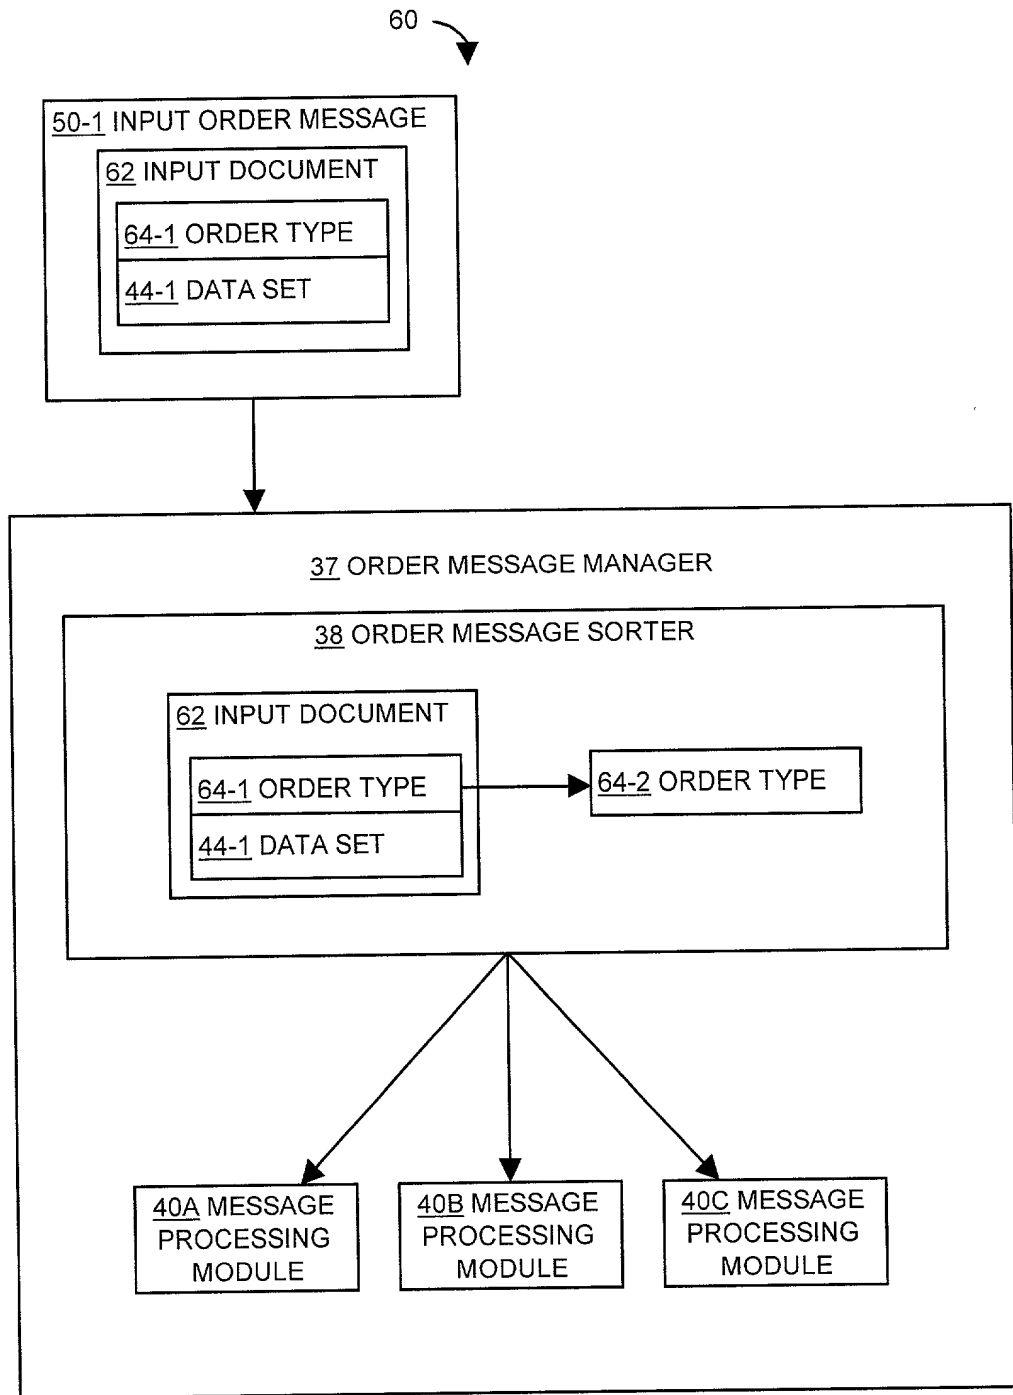 60
50-1 INPUT ORDER MESSAGE
62 INPUT DOCUMENT
64-1 ORDER TYPE
44-1 DATA SET
37 ORDER MESSAGE MANAGER
38 ORDER MESSAGE SORTER
62 INPUT DOCUMENT
64-1 ORDER TYPE
44-1 DATA SET
64-2 ORDER TYPE
40A MESSAGE
PROCESSING
MODULE
40B MESSAGE
PROCESSING
MODULE
40C MESSAGE
PROCESSING
MODULE